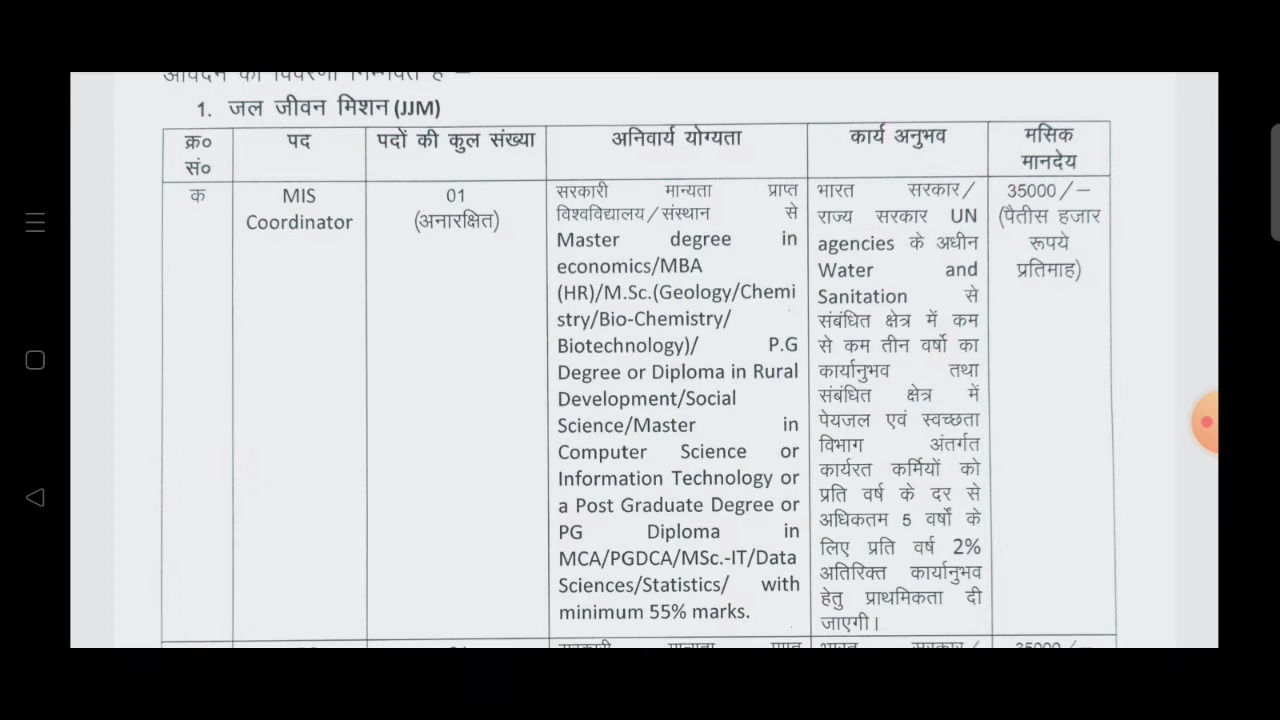 1. जल जीवन मिशन (JJM)
क्र०
सं०
पद
पदों की कुल संख्या
अनिवार्य योग्यता
कार्य अनुभव
मसिक
मानदेय
क
MIS
Coordinator
01
(अनारक्षित)
सरकारी मान्यता प्राप्त
विश्वविद्यालय/संस्थान से
Master degree in
economics/MBA
(HR)/M.Sc.(Geology/Chemi
stry/Bio-Chemistry/
Biotechnology)/ P.G
Degree or Diploma in Rural
Development/Social
Science/Master in
Computer Science or
Information Technology or
a Post Graduate Degree or
PG Diploma in
MCA/PGDCA/MSc.-IT/Data
Sciences/Statistics/ with
minimum 55% marks.
भारत सरकार/
राज्य सरकार UN
agencies के अधीन
Water and
Sanitation से
संबंधित क्षेत्र में कम
से कम तीन वर्षो का
कार्यानुभव तथा
संबंधित क्षेत्र में
पेयजल एवं स्वच्छता
विभाग अंतर्गत
कार्यरत कर्मियों को
प्रति वर्ष के दर से
अधिकतम 5 वर्षों के
लिए प्रति वर्ष 2%
अतिरिक्त कार्यानुभव
हेतु प्राथमिकता दी
जाएगी।
35000/–
(पैतीस हजार
रूपये
प्रतिमाह)
भारत सरकार/
35000/–